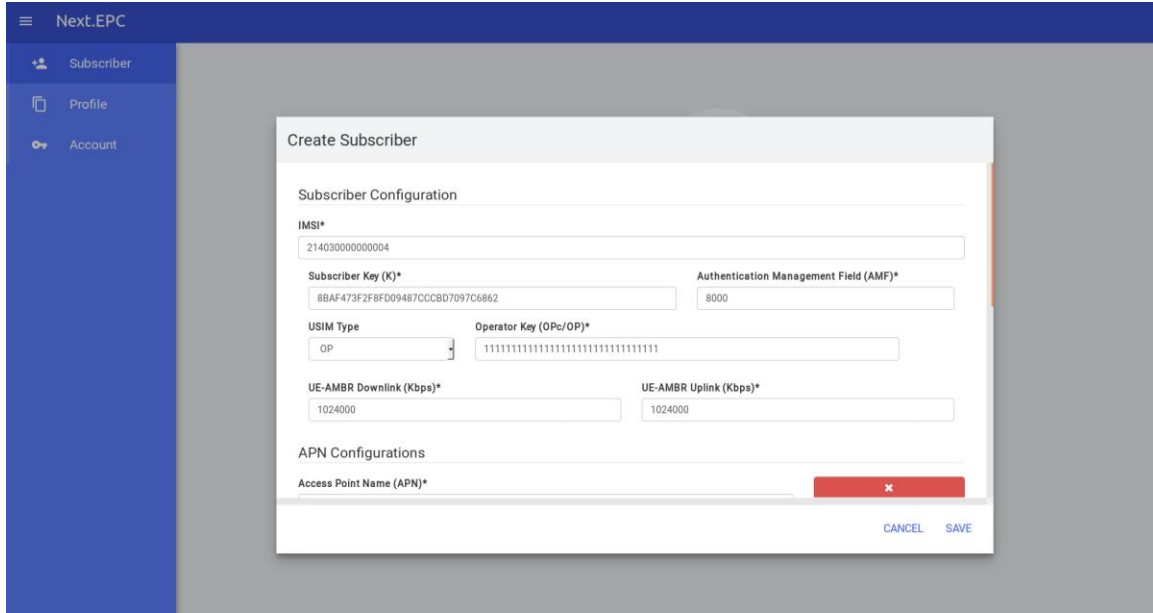 Next.EPC
Subscriber
Profile
Account
Create Subscriber
Subscriber Configuration
IMSI*
214030000000004
Subscriber Key (K)* Authentication Management Field (AMF)*
8BAF473F2F8FD09487CCCBD7097C6862 8000
USIM Type Operator Key (OPc/OP)*
OP 11111111111111111111111111111111
UE-AMBR Downlink (Kbps)* UE-AMBR Uplink (Kbps)*
1024000 1024000
APN Configurations
Access Point Name (APN)*
CANCEL SAVE